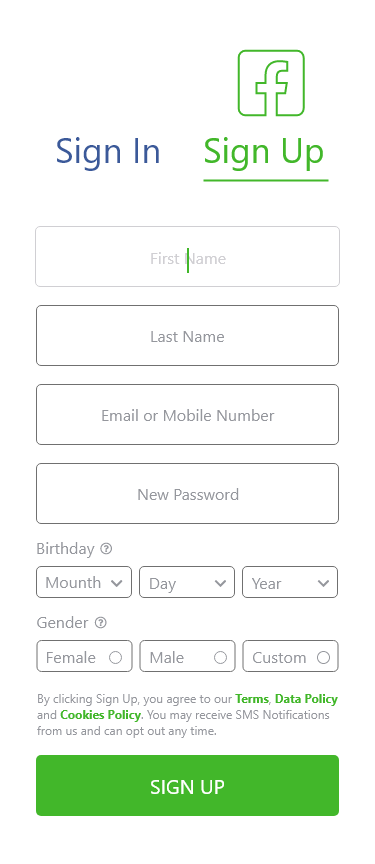 Sign In
Sign Up
First Name
Last Name
Email or Mobile Number
New Password
Birthday
Mounth
Day
Year
Gender
Female
Male
Custom
By clicking Sign Up, you agree to our Terms, Data Policy
and Cookies Policy. You may receive SMS Notifications
from us and can opt out any time.
SIGN UP